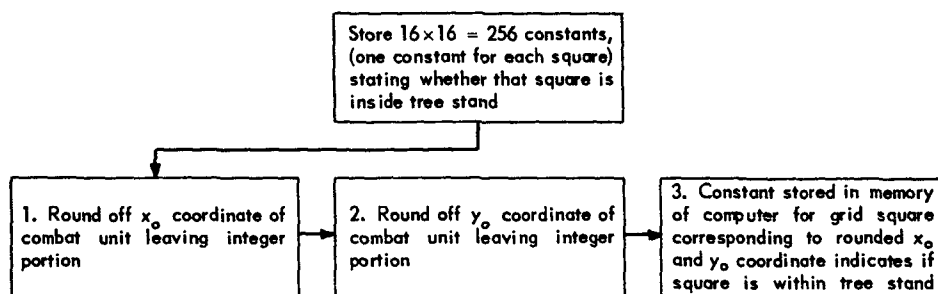 Store 16×16 = 256 constants,
(one constant for each square)
stating whether that square is
inside tree stand
1. Round off x₀ coordinate of
combat unit leaving integer
portion
2. Round off y₀ coordinate of
combat unit leaving integer
portion
3. Constant stored in memory
of computer for grid square
corresponding to rounded x₀
and y₀ coordinate indicates if
square is within tree stand